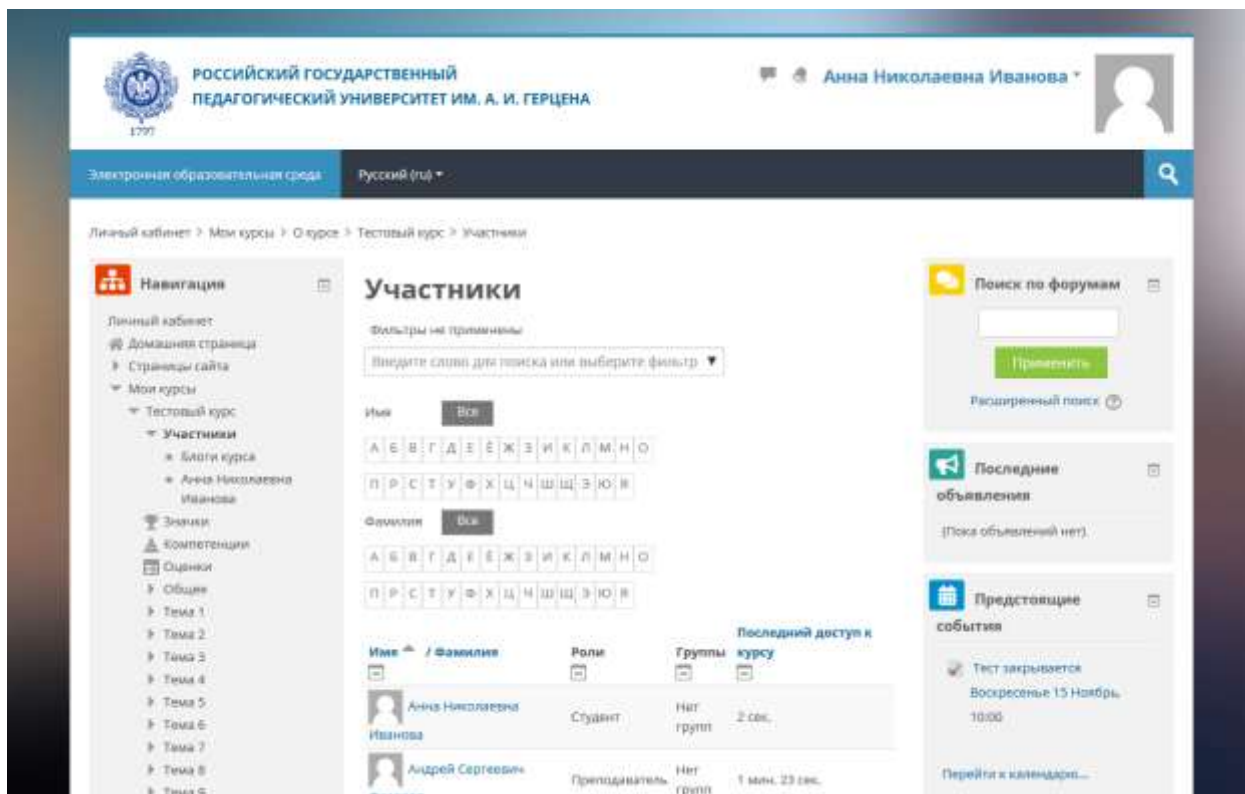 РОССИЙСКИЙ ГОСУДАРСТВЕННЫЙ
ПЕДАГОГИЧЕСКИЙ УНИВЕРСИТЕТ ИМ. А. И. ГЕРЦЕНА
1797
Анна Николаевна Иванова
Электронная образовательная среда
Русский (ru)
Личный кабинет > Мои курсы > О курсе > Тестовый курс > Участники
Навигация
Личный кабинет
Домашняя страница
Страницы сайта
Мои курсы
Тестовый курс
Участники
Блоги курса
Анна Николаевна
Иванова
Значки
Компетенции
Оценки
Общее
Тема 1
Тема 2
Тема 3
Тема 4
Тема 5
Тема 6
Тема 7
Тема 8
Тема 9
Участники
Фильтры не применены
Введите слово для поиска или выберите фильтр ▼
Имя Все
А Б В Г Д Е Ё Ж З И К Л М Н О
П Р С Т У Ф Х Ц Ч Ш Щ Э Ю Я
Фамилия Все
А Б В Г Д Е Ё Ж З И К Л М Н О
П Р С Т У Ф Х Ц Ч Ш Щ Э Ю Я
Имя / Фамилия Роли Группы Последний доступ к
курсу
Анна Николаевна
Иванова
Студент
Нет
групп
2 сек.
Андрей Сергеевич
Преподаватель
Нет
групп
1 мин. 23 сек.
Поиск по форумам
Применить
Расширенный поиск
Последние
объявления
(Пока объявлений нет)
Предстоящие
события
Тест закрывается
Воскресенье 15 Ноябрь,
10:00
Перейти к календарю...